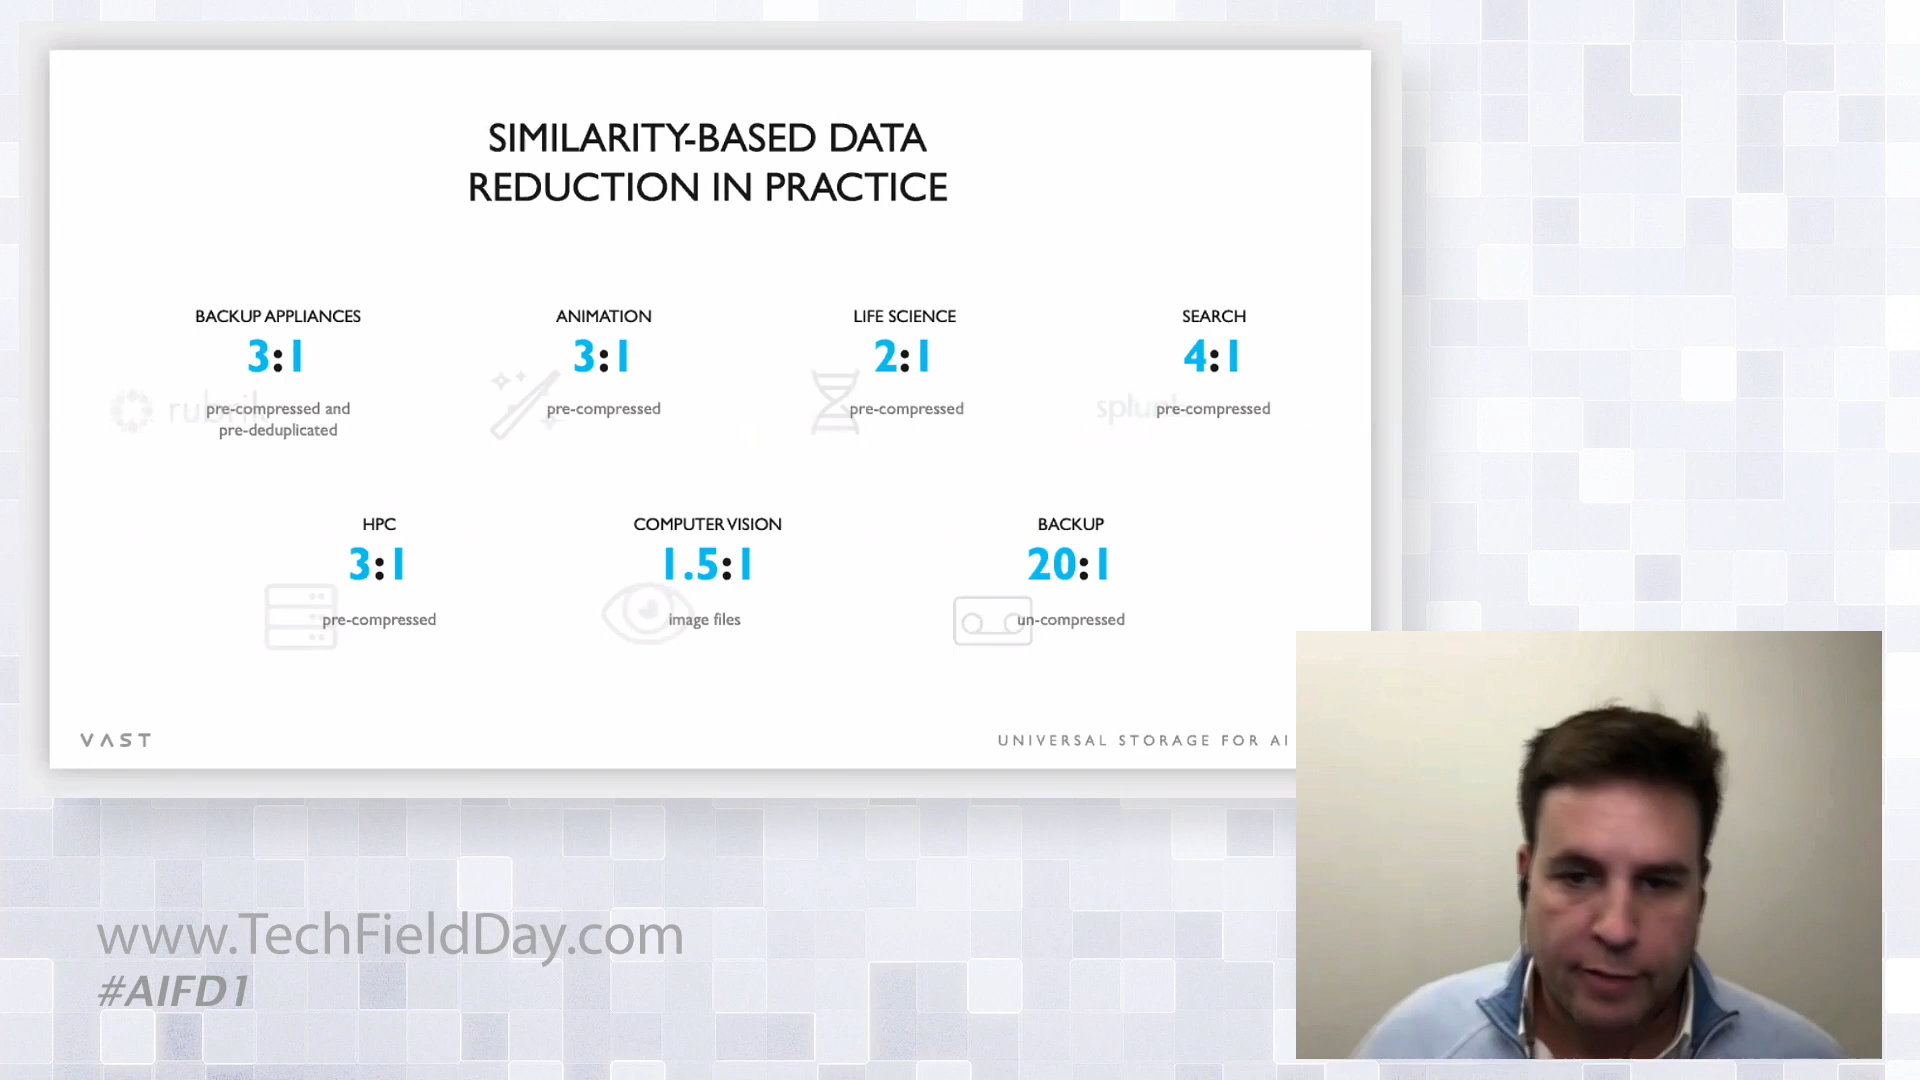 SIMILARITY-BASED DATA
REDUCTION IN PRACTICE
BACKUP APPLIANCES
3:1
rubrik
pre-compressed and
pre-deduplicated
ANIMATION
3:1
pre-compressed
LIFE SCIENCE
2:1
pre-compressed
SEARCH
4:1
splunk
pre-compressed
HPC
3:1
pre-compressed
COMPUTER VISION
1.5:1
image files
BACKUP
20:1
un-compressed
VAST
UNIVERSAL STORAGE FOR AI
www.TechFieldDay.com
#AIFD1